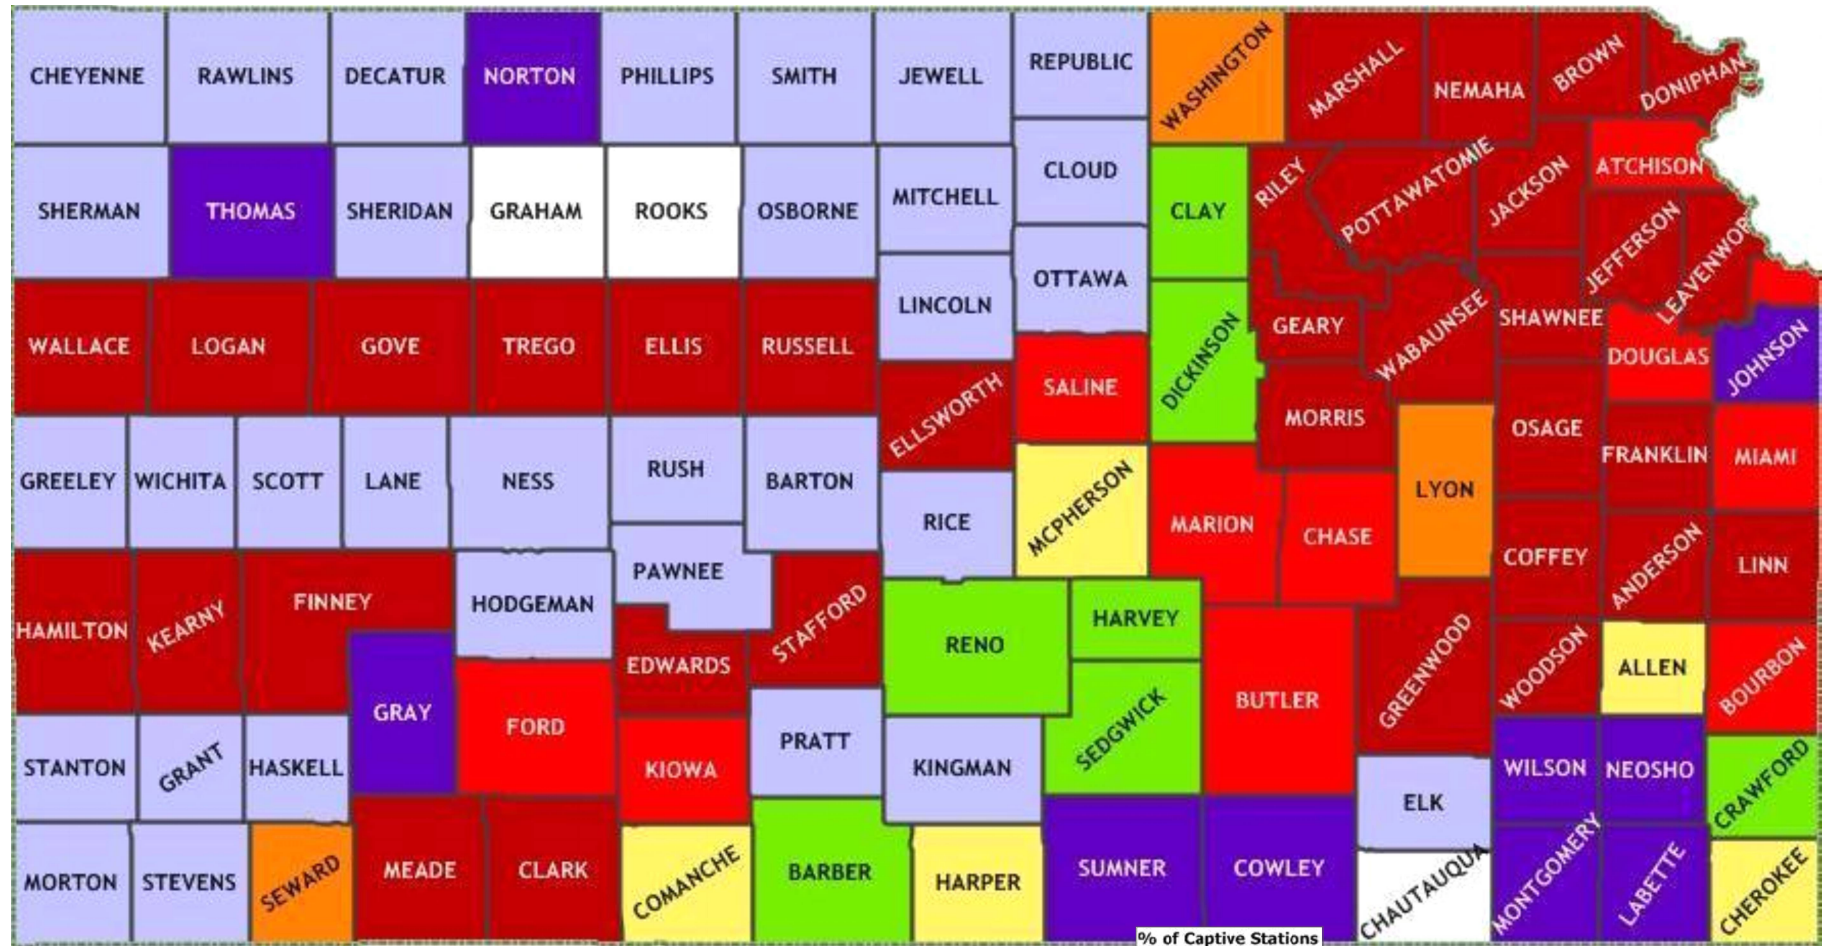 CHEYENNE RAWLINS DECATUR NORTON PHILLIPS SMITH JEWELL REPUBLIC WASHINGTON MARSHALL NEMAHA BROWN DONIPHAN
SHERMAN THOMAS SHERIDAN GRAHAM ROOKS OSBORNE MITCHELL CLOUD CLAY RILEY POTTAWATOMIE JACKSON ATCHISON
JEFFERSON LEAVENWOR
WALLACE LOGAN GOVE TREGO ELLIS RUSSELL LINCOLN OTTAWA DICKINSON GEARY WABAUNSEE SHAWNEE DOUGLAS JOHNSON
ELLSWORTH SALINE MORRIS
GREELEY WICHITA SCOTT LANE NESS RUSH BARTON RICE MCPHERSON MARION CHASE LYON OSAGE FRANKLIN MIAMI
HAMILTON KEARNY FINNEY HODGEMAN PAWNEE STAFFORD RENO HARVEY COFFEY ANDERSON LINN
EDWARDS BUTLER GREENWOOD WOODSON ALLEN BOURBON
GRAY FORD SEDGWICK
STANTON GRANT HASKELL KIOWA PRATT KINGMAN ELK WILSON NEOSHO CRAWFORD
MORTON STEVENS SEWARD MEADE CLARK COMANCHE BARBER HARPER SUMNER COWLEY CHAUTAUQUA MONTGOMERY LABETTE CHEROKEE
% of Captive Stations